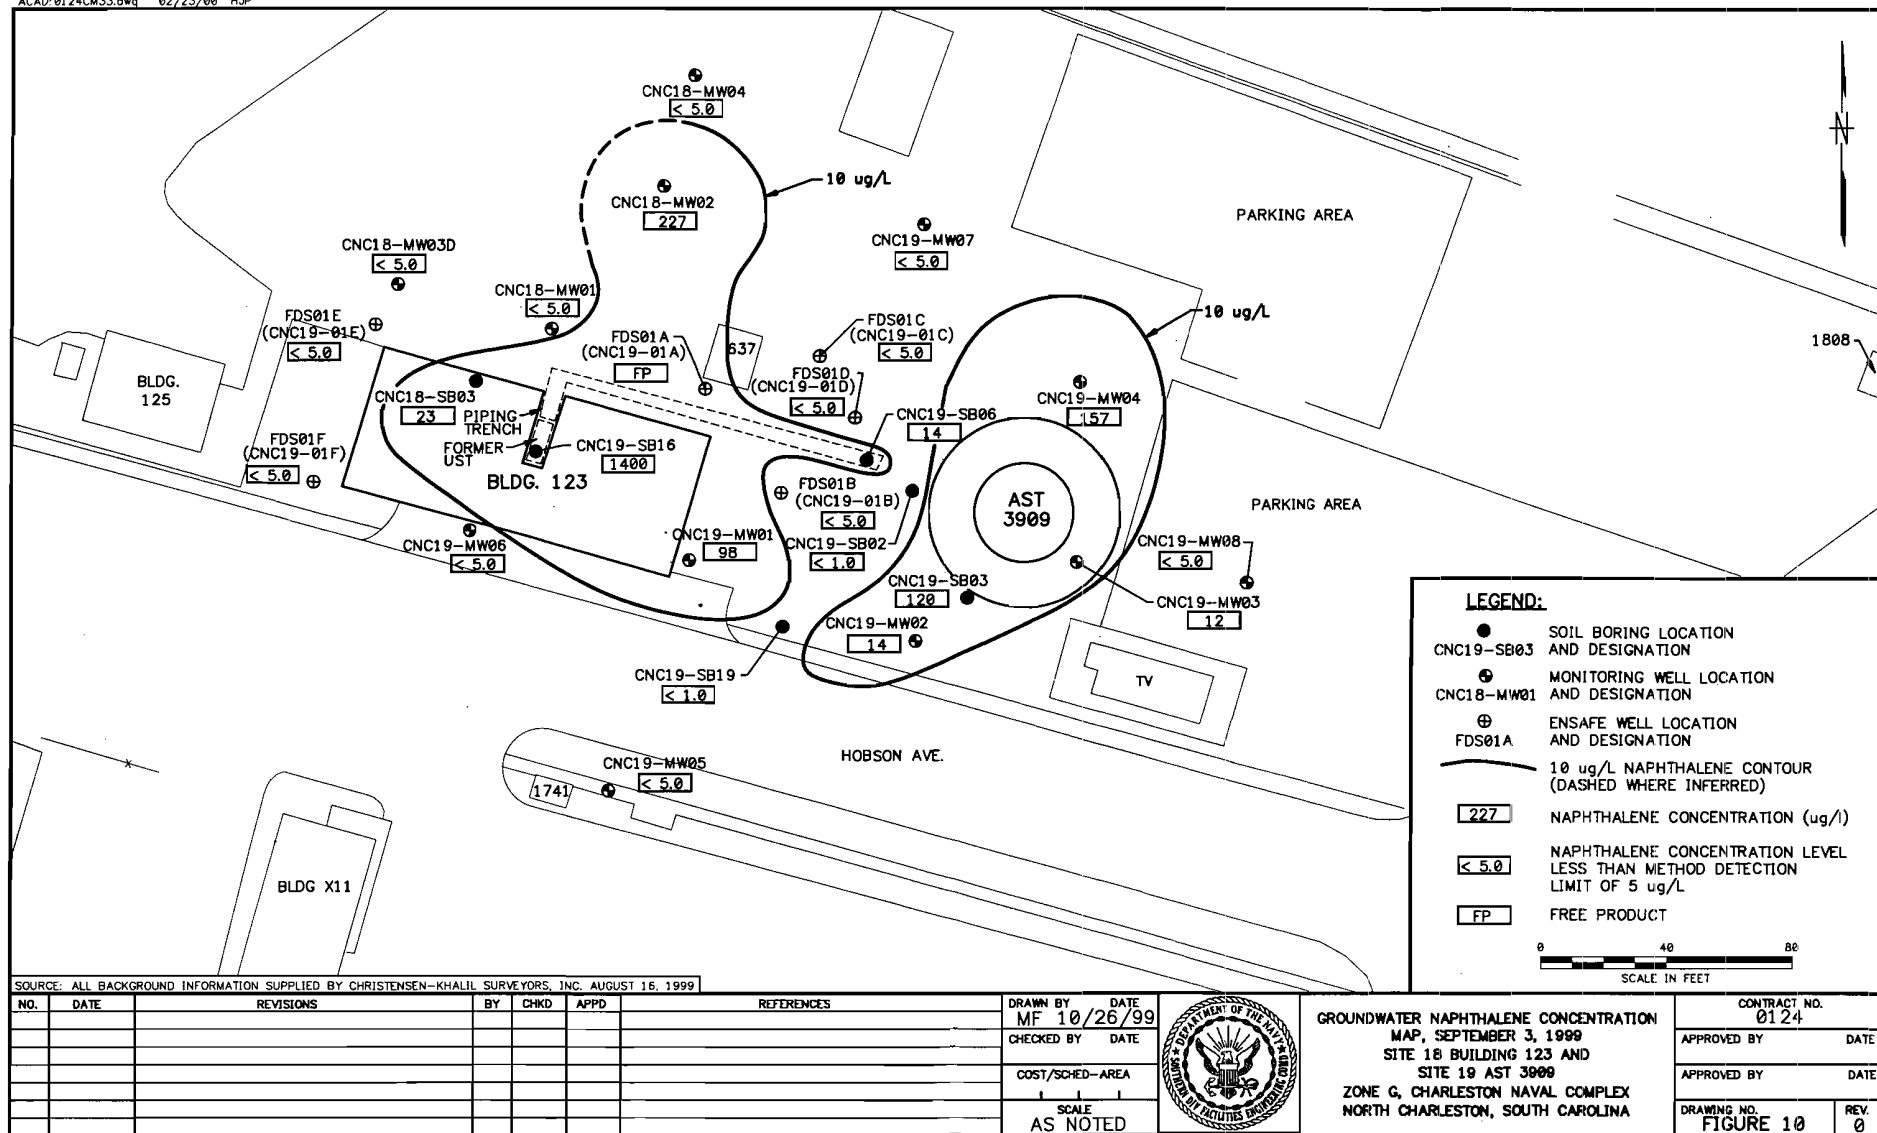 ACAD:0124CM33.dwg 02/23/00 HJP
CNC18-MW04
< 5.0
10 ug/L
CNC18-MW02
227
PARKING AREA
N
CNC19-MW07
< 5.0
CNC18-MW03D
< 5.0
CNC18-MW01
< 5.0
10 ug/L
FDS01E
(CNC19-01E)
< 5.0
FDS01A
(CNC19-01A)
FP
637
FDS01C
(CNC19-01C)
< 5.0
1808
BLDG.
125
FDS01D
(CNC19-01D)
< 5.0
CNC18-SB03
23
PIPING
TRENCH
CNC19-MW04
157
CNC19-SB06
14
FDS01F
(CNC19-01F)
< 5.0
FORMER
UST
CNC19-SB16
1400
BLDG. 123
FDS01B
(CNC19-01B)
< 5.0
AST
3909
PARKING AREA
CNC19-MW06
< 5.0
CNC19-MW01
98
CNC19-SB02
< 1.0
CNC19-MW08
< 5.0
CNC19-SB03
120
CNC19-MW03
12
CNC19-MW02
14
CNC19-SB19
< 1.0
TV
HOBSON AVE.
CNC19-MW05
< 5.0
1741
x
BLDG X11
LEGEND:
CNC19-SB03
SOIL BORING LOCATION
AND DESIGNATION
CNC18-MW01
MONITORING WELL LOCATION
AND DESIGNATION
FDS01A
ENSAFE WELL LOCATION
AND DESIGNATION
10 ug/L NAPHTHALENE CONTOUR
(DASHED WHERE INFERRED)
227
NAPHTHALENE CONCENTRATION (ug/l)
< 5.0
NAPHTHALENE CONCENTRATION LEVEL
LESS THAN METHOD DETECTION
LIMIT OF 5 ug/L
FP
FREE PRODUCT
0 40 80
SCALE IN FEET
SOURCE: ALL BACKGROUND INFORMATION SUPPLIED BY CHRISTENSEN-KHALIL SURVEYORS, INC. AUGUST 16, 1999
NO. DATE REVISIONS BY CHKD APPD REFERENCES
DRAWN BY DATE
MF 10/26/99
CHECKED BY DATE
COST/SCHED-AREA
SCALE
AS NOTED
DEPARTMENT OF THE NAVY
SOUTHERN DIV FACILITIES ENGINEERING CMD
GROUNDWATER NAPHTHALENE CONCENTRATION
MAP, SEPTEMBER 3, 1999
SITE 18 BUILDING 123 AND
SITE 19 AST 3909
ZONE G, CHARLESTON NAVAL COMPLEX
NORTH CHARLESTON, SOUTH CAROLINA
CONTRACT NO.
0124
APPROVED BY DATE
APPROVED BY DATE
DRAWING NO.
FIGURE 10
REV.
0